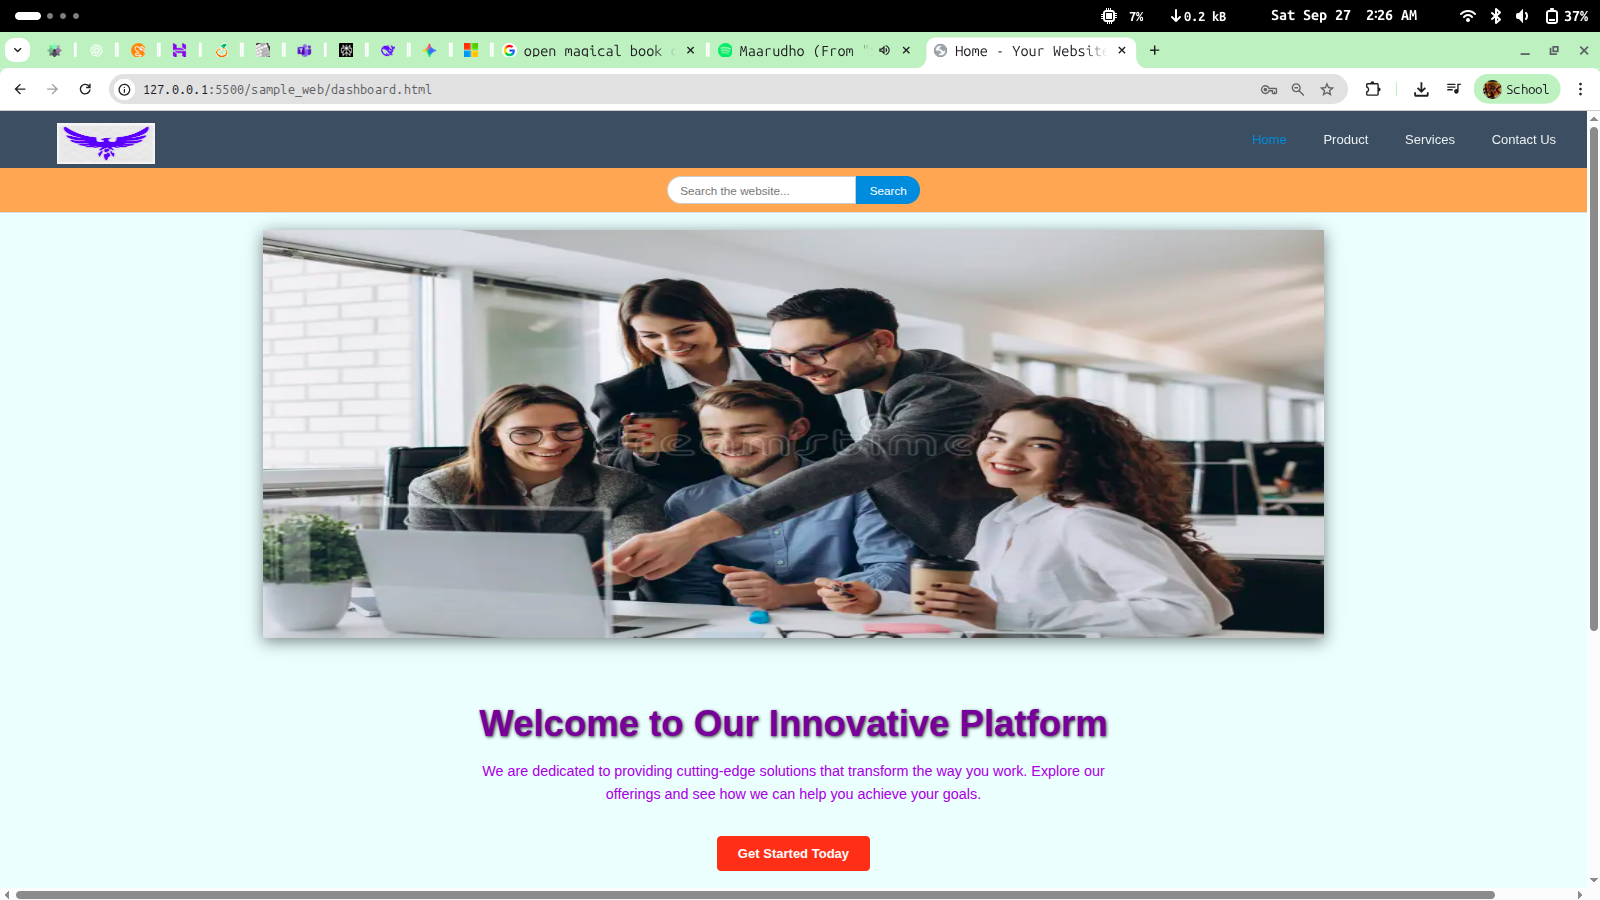 7%
0.2 kB
Sat Sep 27 2:26 AM
37%
open magical book
Maarudho (From "
Home - Your Website
127.0.0.1:5500/sample_web/dashboard.html
School
Home
Product
Services
Contact Us
Search the website...
Search
dreamstime
Welcome to Our Innovative Platform
We are dedicated to providing cutting-edge solutions that transform the way you work. Explore our
offerings and see how we can help you achieve your goals.
Get Started Today